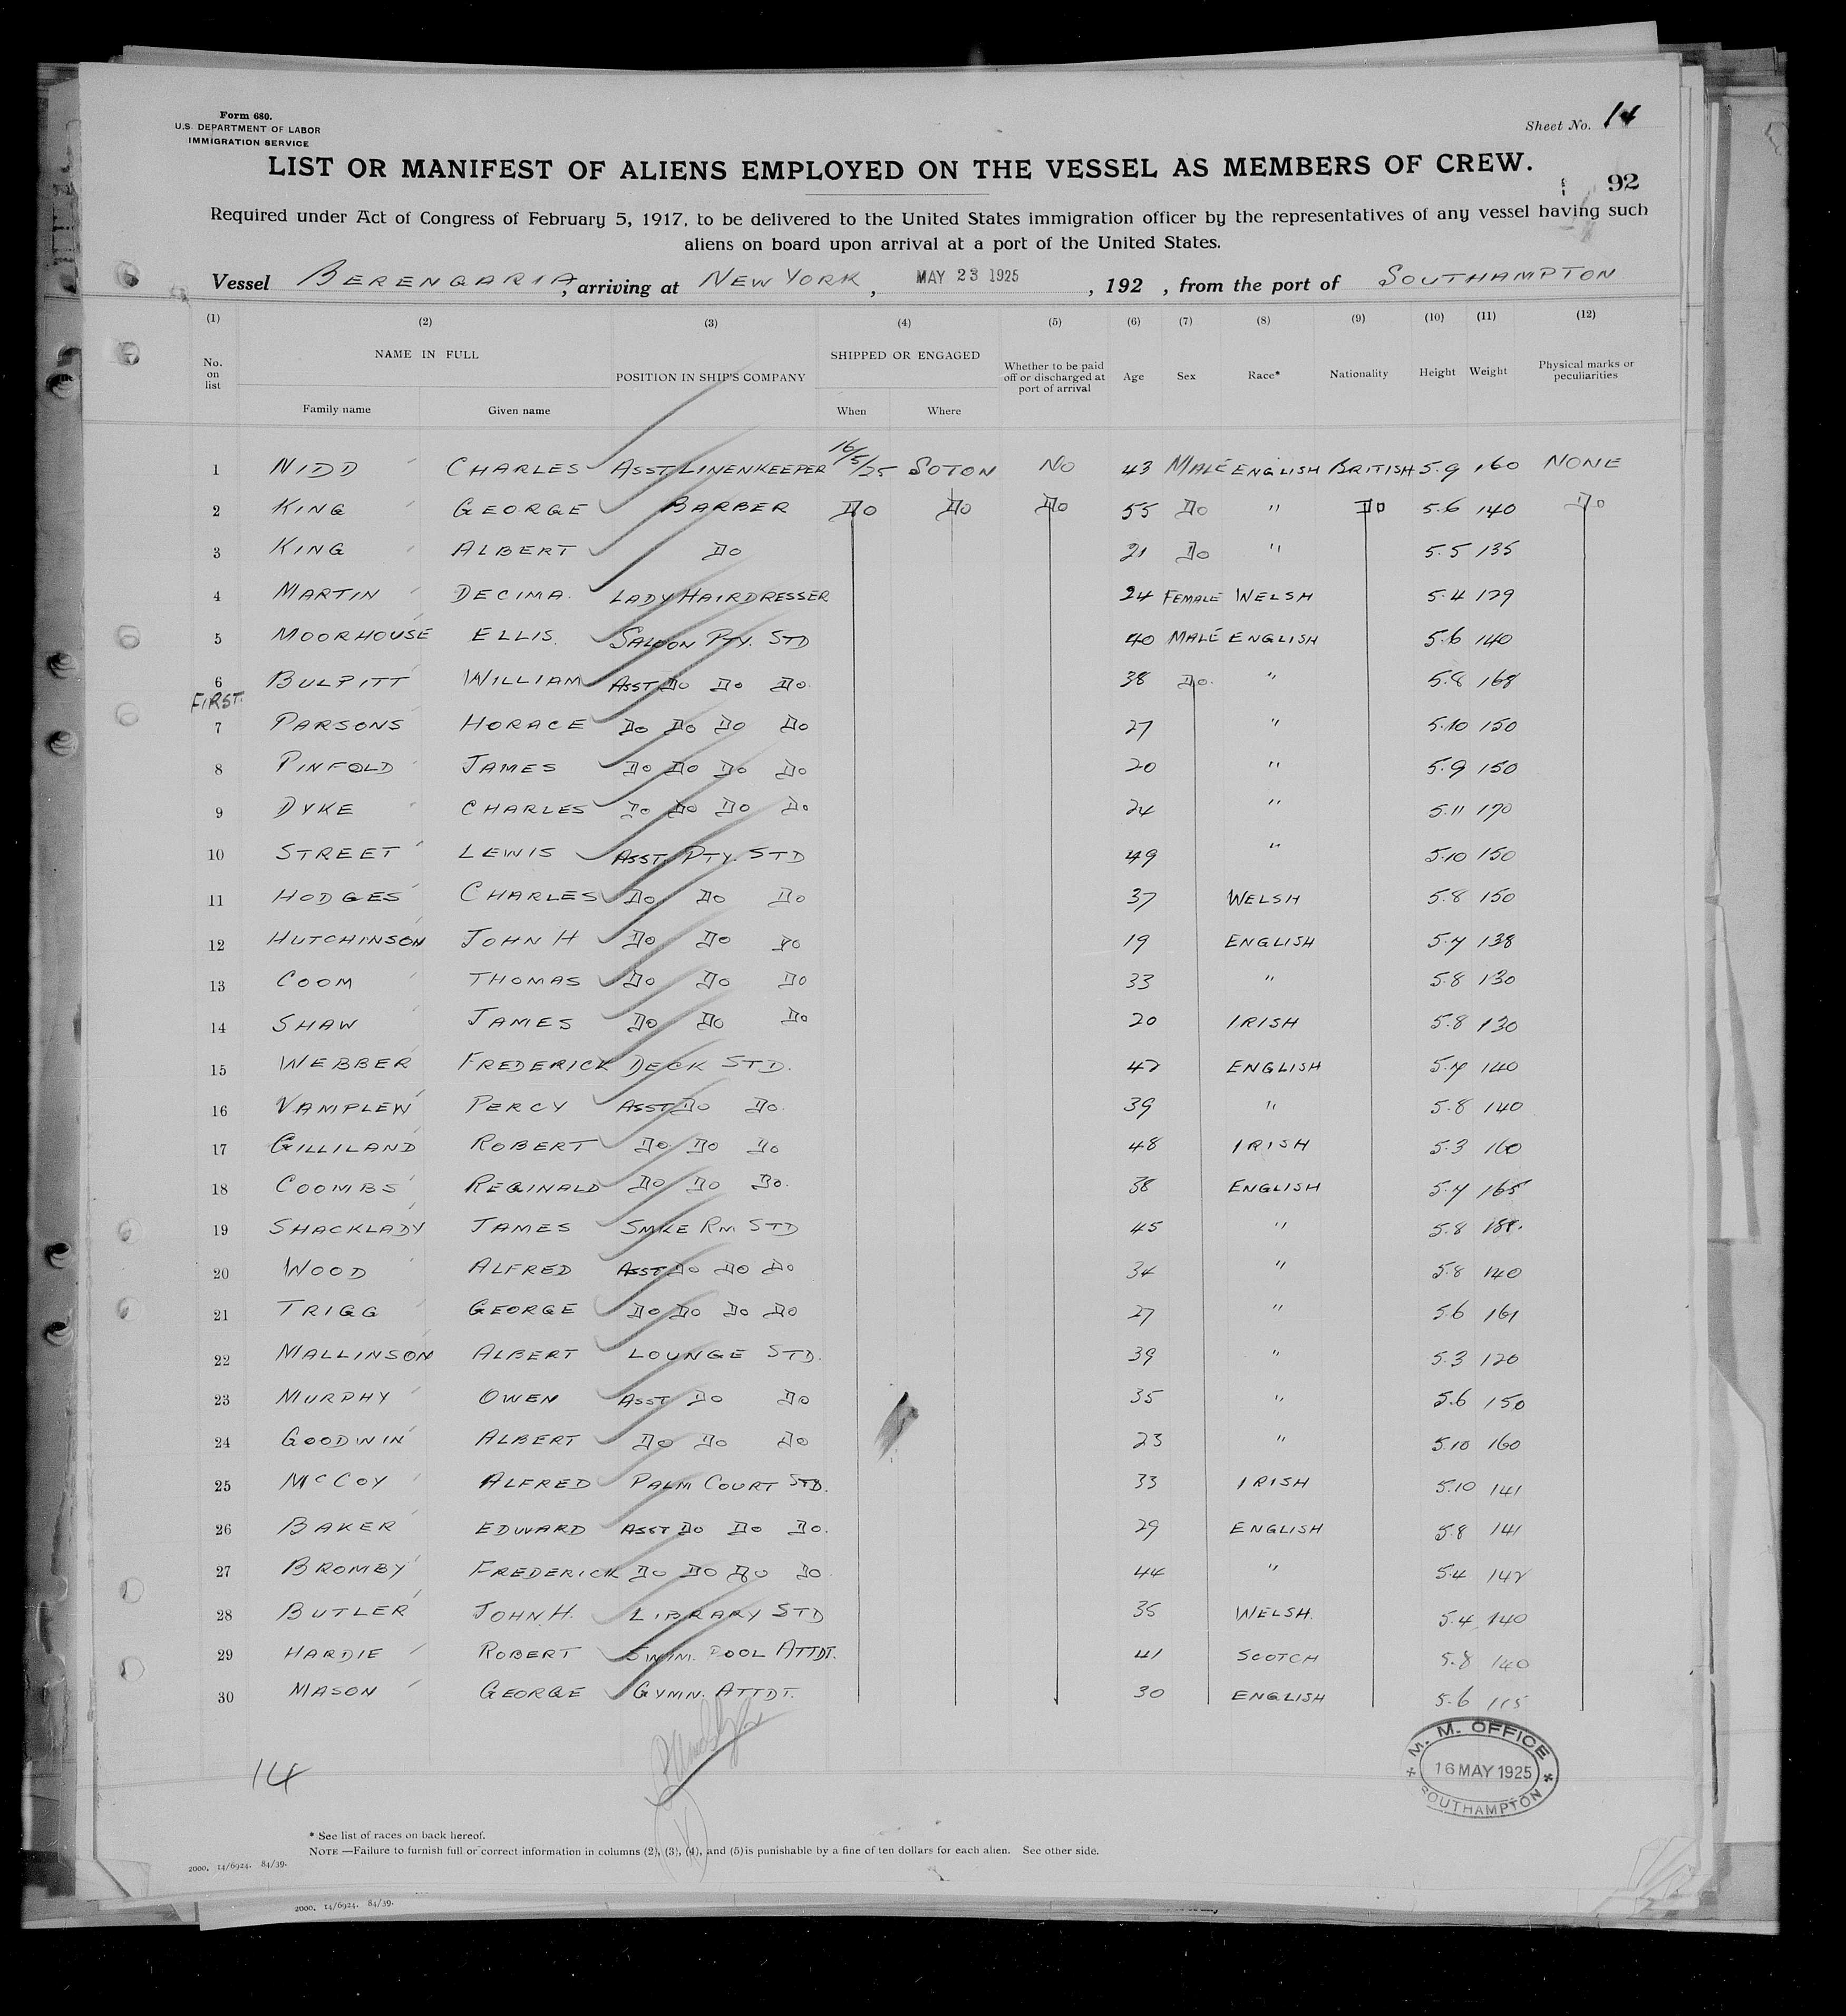 Form 680.
U.S. DEPARTMENT OF LABOR
IMMIGRATION SERVICE
Sheet No. 14
LIST OR MANIFEST OF ALIENS EMPLOYED ON THE VESSEL AS MEMBERS OF CREW.
92
Required under Act of Congress of February 5, 1917, to be delivered to the United States immigration officer by the representatives of any vessel having such
aliens on board upon arrival at a port of the United States.
Vessel BERENGARIA, arriving at NEW YORK, MAY 23 1925, 192 , from the port of SOUTHAMPTON
(1) (2) (3) (4) (5) (6) (7) (8) (9) (10) (11) (12)
No. on list NAME IN FULL POSITION IN SHIP'S COMPANY SHIPPED OR ENGAGED Whether to be paid off or discharged at port of arrival Age Sex Race* Nationality Height Weight Physical marks or peculiarities
Family name Given name When Where
1 NIDD CHARLES ASST. LINENKEEPER 16/5/25 SOTON NO 43 MALE ENGLISH BRITISH 5.9 160 NONE
2 KING GEORGE BARBER DO DO DO 55 DO " DO 5.6 140 DO
3 KING ALBERT DO 21 DO " 5.5 135
4 MARTIN DECIMA. LADY HAIRDRESSER 24 FEMALE WELSH 5.4 129
5 MOORHOUSE ELLIS. SALOON PTY. STD 40 MALE ENGLISH 5.6 140
6 BULPITT WILLIAM ASST DO DO DO 38 DO. " 5.8 168
FIRST.
7 PARSONS HORACE DO DO DO DO 27 " 5.10 150
8 PINFOLD JAMES DO DO DO DO 20 " 5.9 150
9 DYKE CHARLES DO DO DO DO 24 " 5.11 170
10 STREET LEWIS ASST. PTY. STD 49 " 5.10 150
11 HODGES CHARLES DO DO DO 37 WELSH 5.8 150
12 HUTCHINSON JOHN H DO DO DO 19 ENGLISH 5.7 138
13 COOM THOMAS DO DO DO 33 " 5.8 130
14 SHAW JAMES DO DO DO 20 IRISH 5.8 130
15 WEBBER FREDERICK DECK STD. 42 ENGLISH 5.7 140
16 VAMPLEW PERCY ASST DO DO. 39 " 5.8 140
17 GILLILAND ROBERT DO DO DO 48 IRISH 5.3 160
18 COOMBS REGINALD DO DO DO. 38 ENGLISH 5.7 165
19 SHACKLADY JAMES SMKE RM STD 45 " 5.8
20 WOOD ALFRED ASST DO DO DO 34 " 5.8 140
21 TRIGG GEORGE DO DO DO DO 27 " 5.6 161
22 MALLINSON ALBERT LOUNGE STD. 39 " 5.3 120
23 MURPHY OWEN ASST DO DO 35 " 5.6 150
24 GOODWIN ALBERT DO DO DO 23 " 5.10 160
25 McCOY ALFRED PALM COURT STD. 33 IRISH 5.10 141
26 BAKER EDWARD ASST DO DO DO. 29 ENGLISH 5.8 141
27 BROMBY FREDERICK DO DO DO DO 44 " 5.4 142
28 BUTLER JOHN H. LIBRARY STD 35 WELSH. 5.4 140
29 HARDIE ROBERT SWIM. POOL ATTDT. 41 SCOTCH 5.8 140
30 MASON GEORGE GYMN. ATTDT. 30 ENGLISH 5.6 115
14
M. M. OFFICE
16 MAY 1925
SOUTHAMPTON
* See list of races on back hereof.
NOTE —Failure to furnish full or correct information in columns (2), (3), (4), and (5) is punishable by a fine of ten dollars for each alien. See other side.
2000. 14/6924. 84/39.
2000. 14/6924. 84/39.